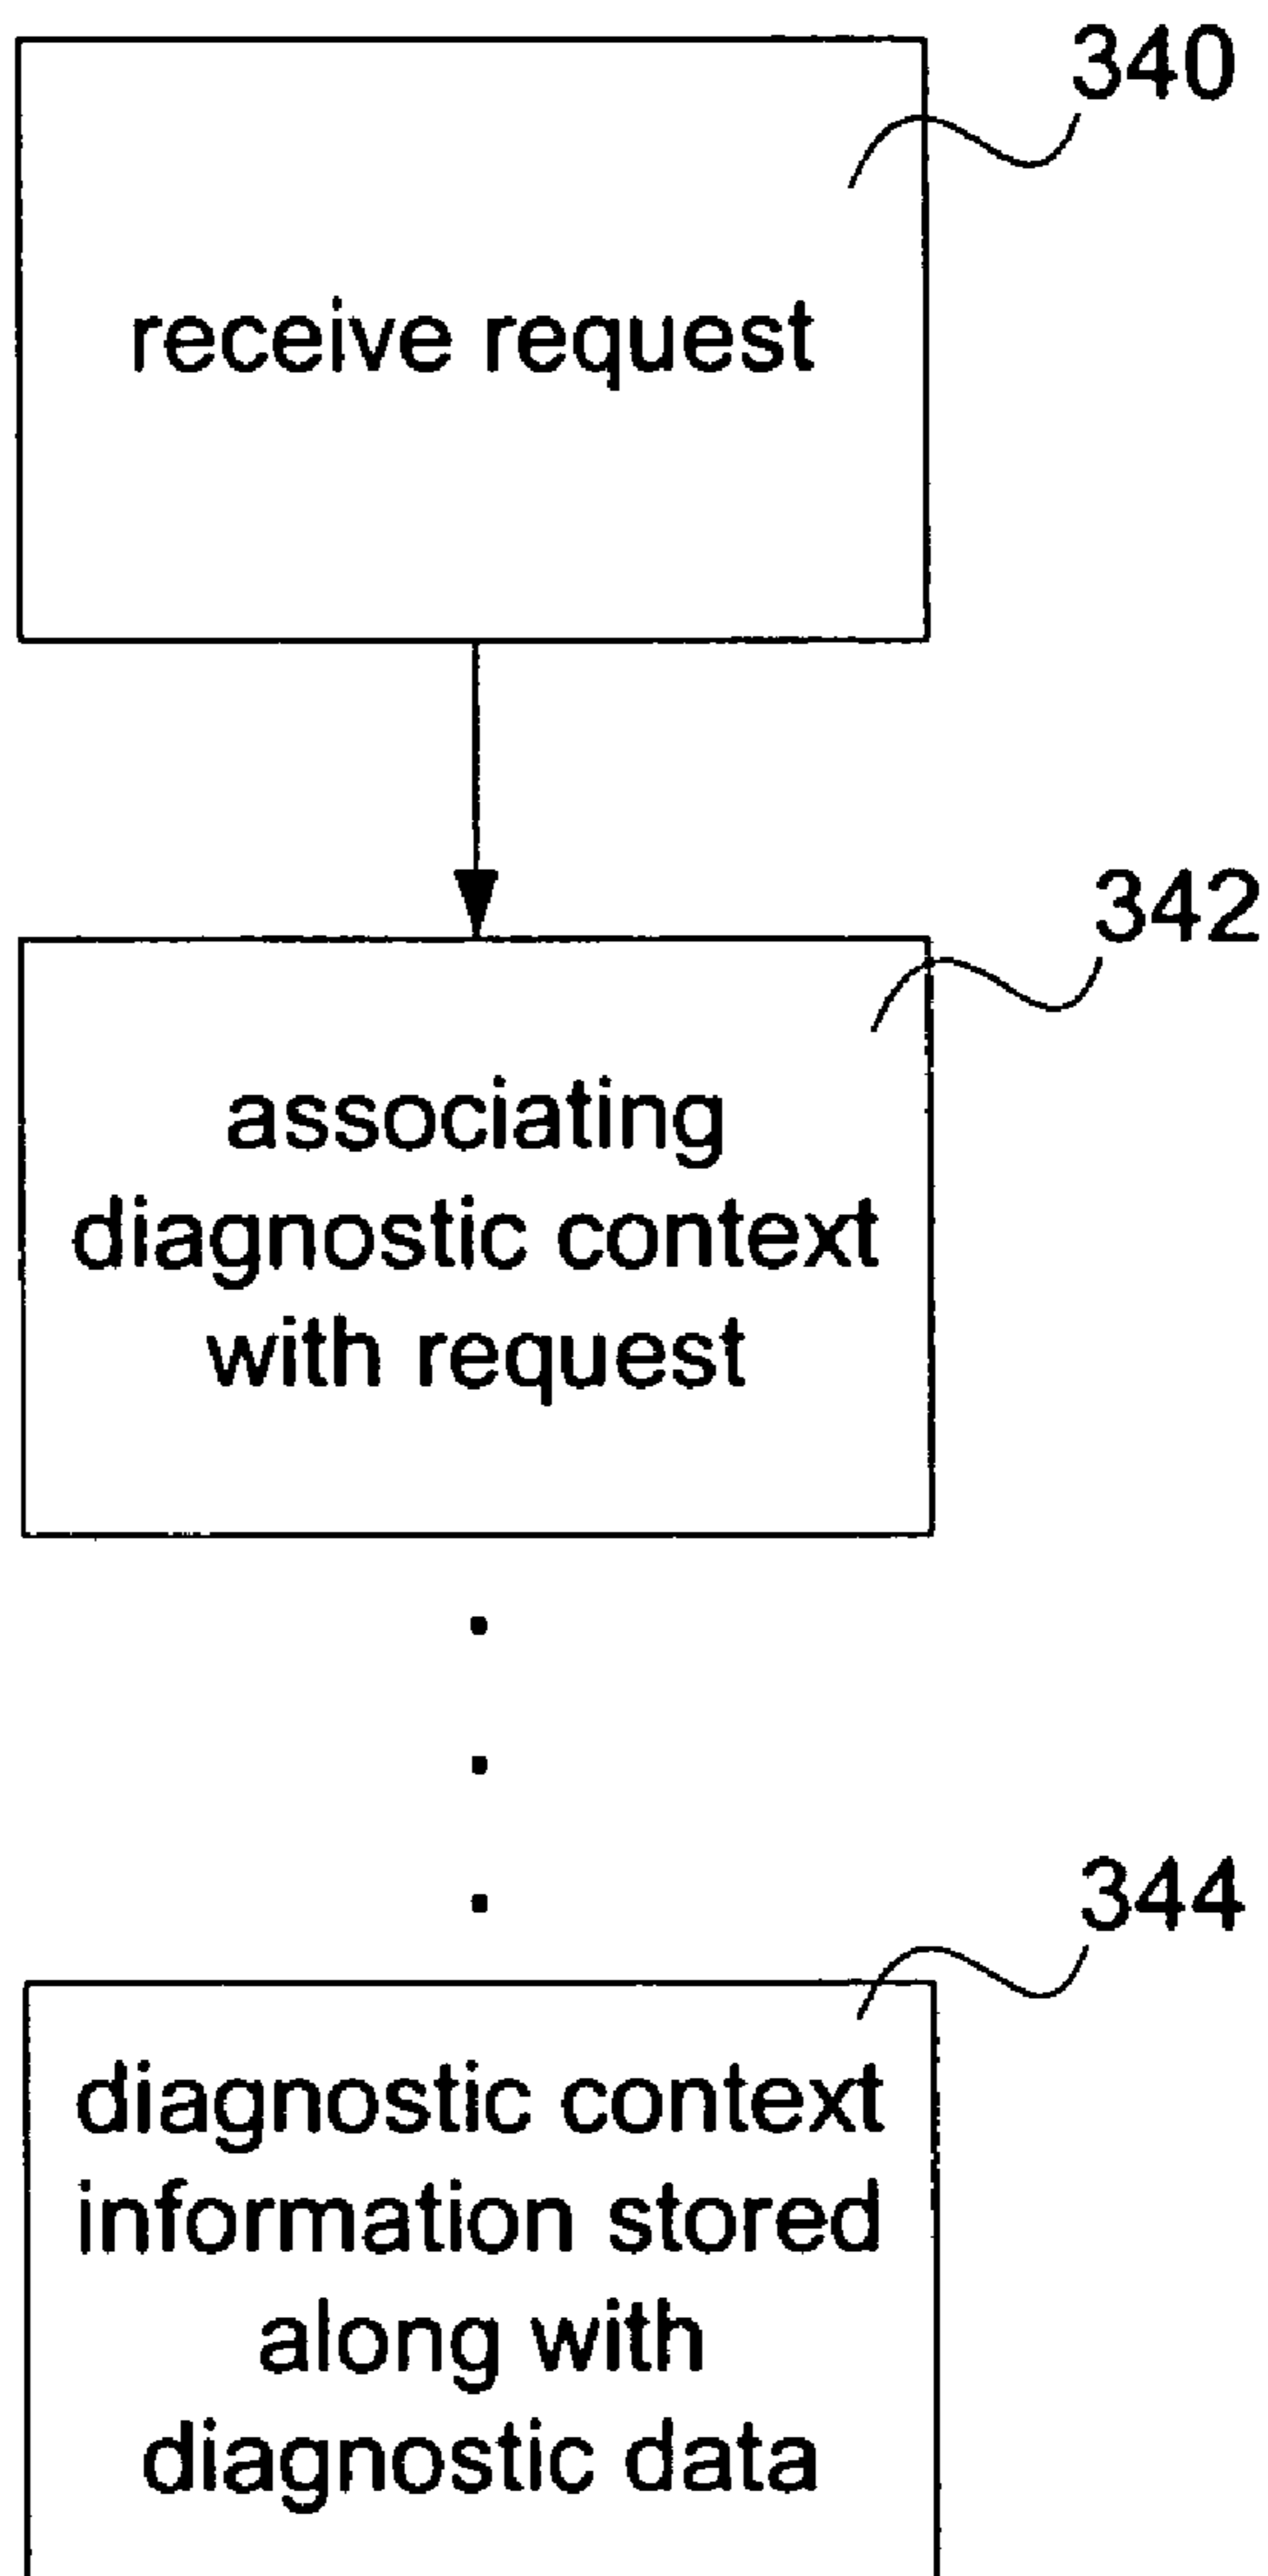 340
receive request
342
associating
diagnostic context
with request
344
diagnostic context
information stored
along with
diagnostic data